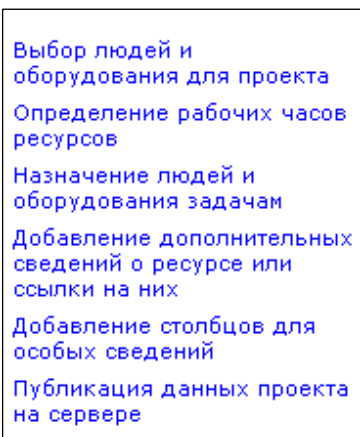 Выбор людей и
оборудования для проекта
Определение рабочих часов
ресурсов
Назначение людей и
оборудования задачам
Добавление дополнительных
сведений о ресурсе или
ссылки на них
Добавление столбцов для
особых сведений
Публикация данных проекта
на сервере